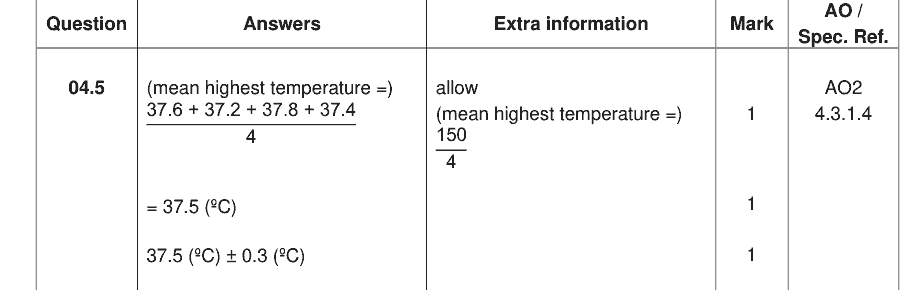 Question Answers Extra information Mark AO /
Spec. Ref.
04.5 (mean highest temperature =) allow AO2
37.6 + 37.2 + 37.8 + 37.4 (mean highest temperature =) 1 4.3.1.4
4 150
4
= 37.5 (ºC) 1
37.5 (ºC) ± 0.3 (ºC) 1